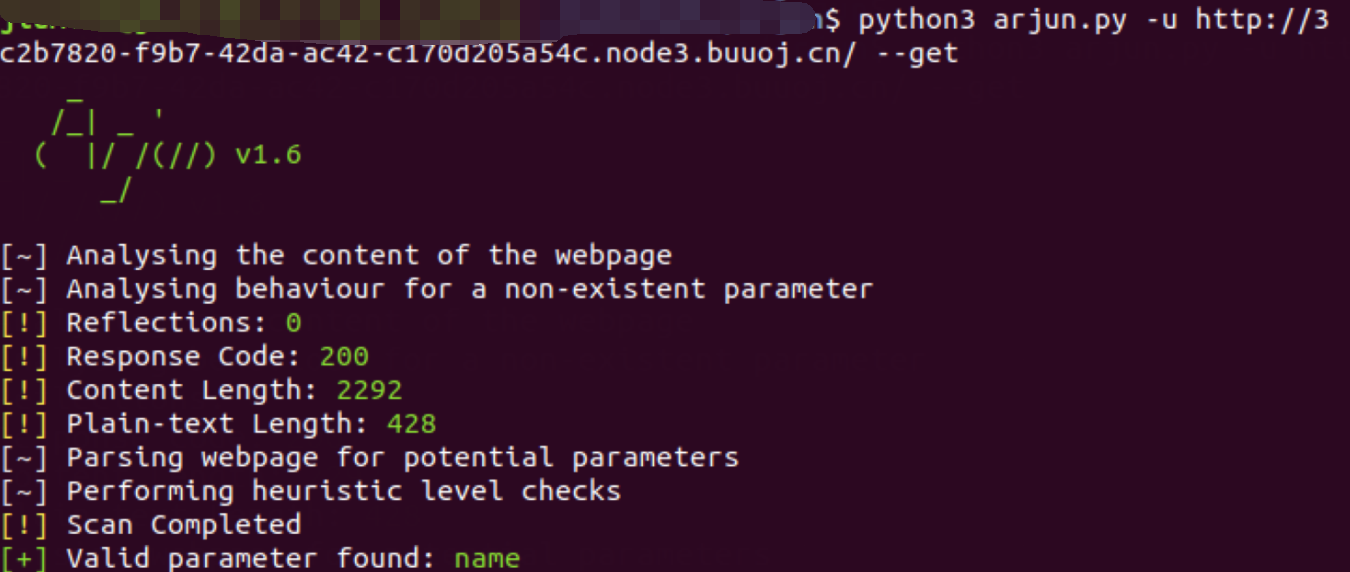 $ python3 arjun.py -u http://3
c2b7820-f9b7-42da-ac42-c170d205a54c.node3.buuoj.cn/ --get
    _
   /_| _ '
  (  |/ /(//) v1.6
      _/
[~] Analysing the content of the webpage
[~] Analysing behaviour for a non-existent parameter
[!] Reflections: 0
[!] Response Code: 200
[!] Content Length: 2292
[!] Plain-text Length: 428
[~] Parsing webpage for potential parameters
[~] Performing heuristic level checks
[!] Scan Completed
[+] Valid parameter found: name